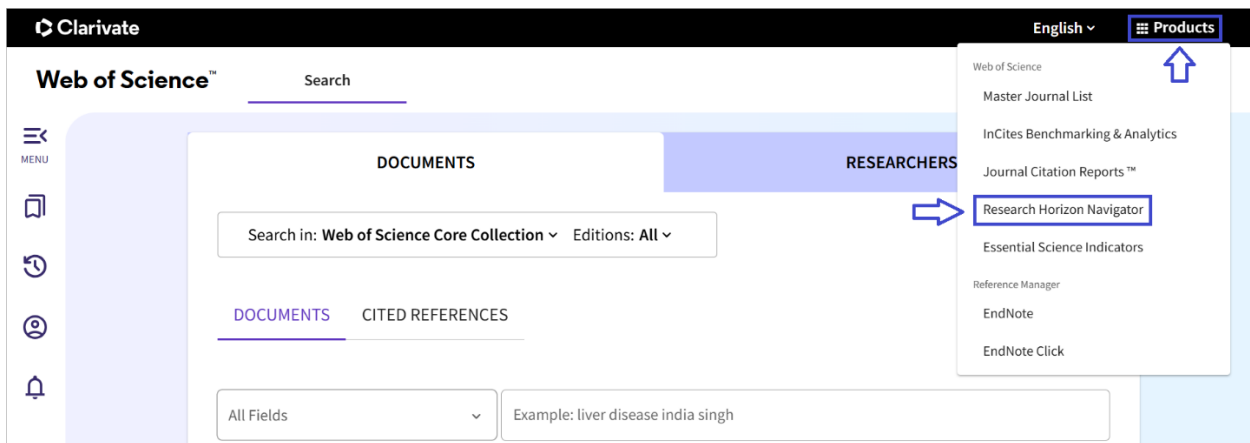 Clarivate
English
Products
Web of Science™
Search
Web of Science
Master Journal List
InCites Benchmarking & Analytics
Journal Citation Reports ™
Research Horizon Navigator
Essential Science Indicators
Reference Manager
EndNote
EndNote Click
MENU
DOCUMENTS
RESEARCHERS
Search in: Web of Science Core Collection Editions: All
DOCUMENTS CITED REFERENCES
All Fields
Example: liver disease india singh